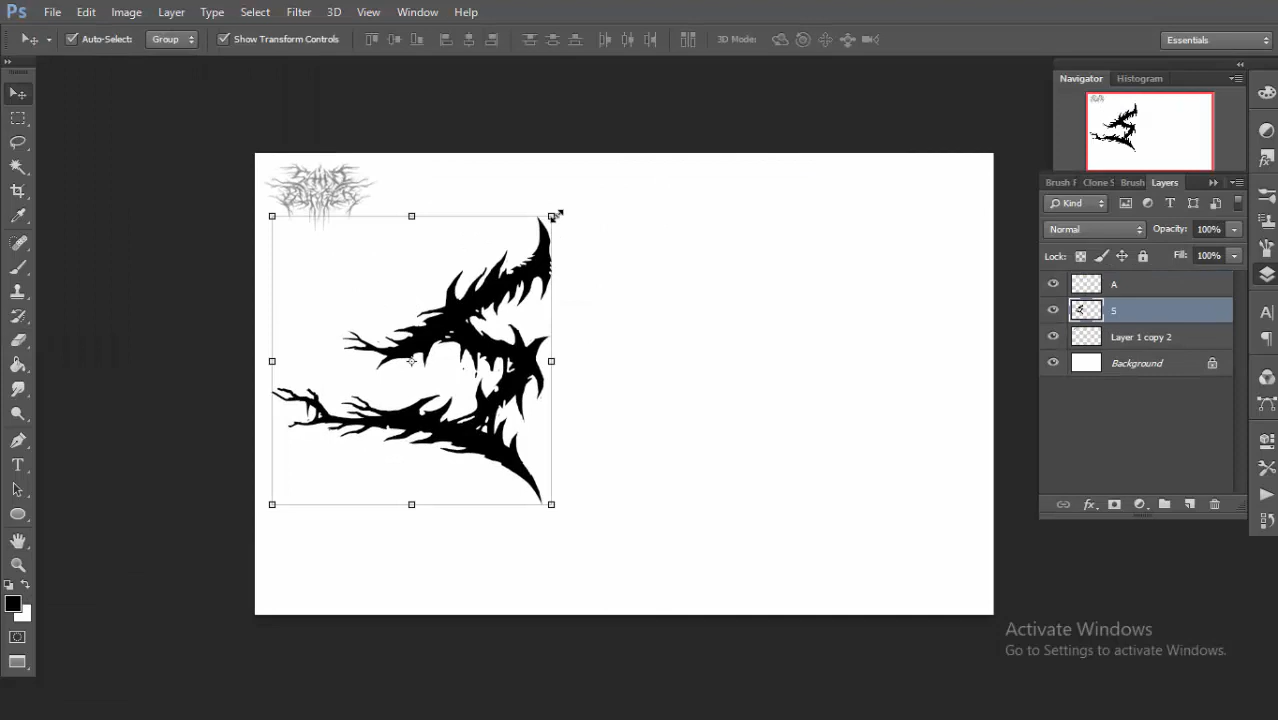 Ps File Edit Image Layer Type Select Filter 3D View Window Help
Auto-Select: Group Show Transform Controls 3D Mode: Essentials
Navigator Histogram
Brush Clone S Brush Layers
Kind
Normal Opacity: 100%
Lock: Fill: 100%
A
S
Layer 1 copy 2
Background
Activate Windows
Go to Settings to activate Windows.